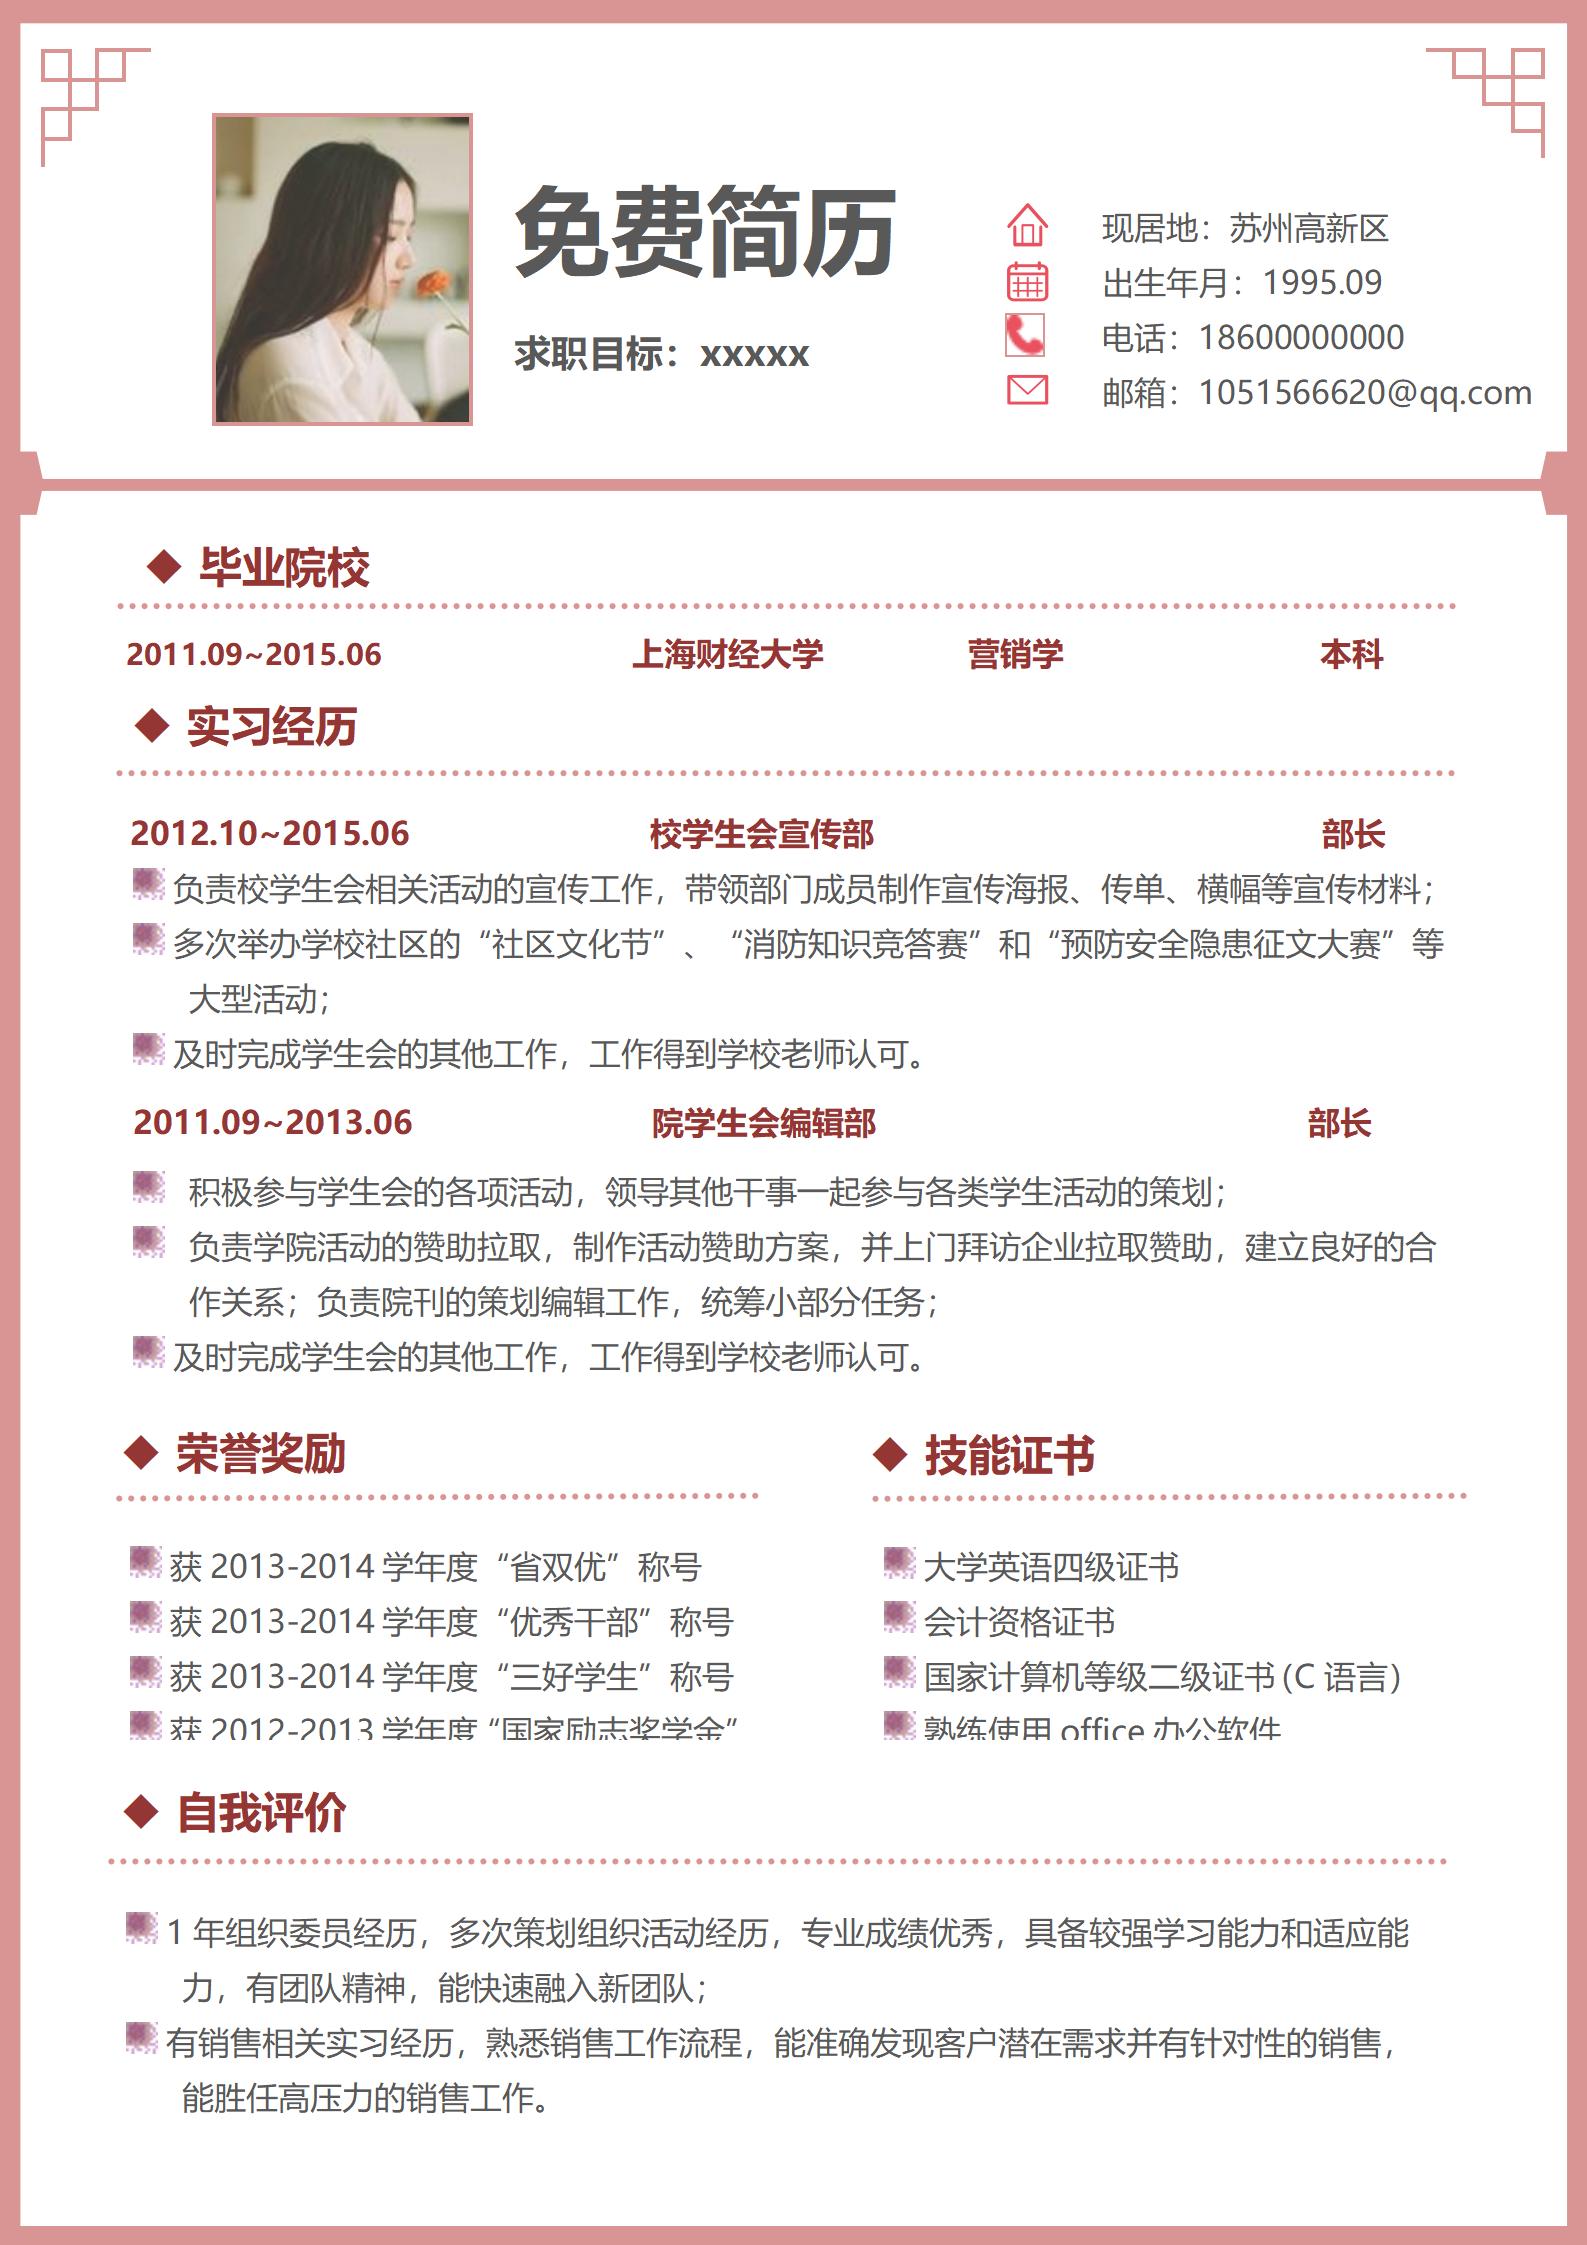 免费简历
求职目标：xxxxx
现居地：苏州高新区
出生年月：1995.09
电话：18600000000
邮箱：1051566620@qq.com
◆ 毕业院校
2011.09~2015.06 上海财经大学 营销学 本科
◆ 实习经历
2012.10~2015.06 校学生会宣传部 部长
负责校学生会相关活动的宣传工作，带领部门成员制作宣传海报、传单、横幅等宣传材料；
多次举办学校社区的“社区文化节”、“消防知识竞答赛”和“预防安全隐患征文大赛”等
大型活动；
及时完成学生会的其他工作，工作得到学校老师认可。
2011.09~2013.06 院学生会编辑部 部长
积极参与学生会的各项活动，领导其他干事一起参与各类学生活动的策划；
负责学院活动的赞助拉取，制作活动赞助方案，并上门拜访企业拉取赞助，建立良好的合
作关系；负责院刊的策划编辑工作，统筹小部分任务；
及时完成学生会的其他工作，工作得到学校老师认可。
◆ 荣誉奖励
获 2013-2014 学年度“省双优”称号
获 2013-2014 学年度“优秀干部”称号
获 2013-2014 学年度“三好学生”称号
获 2012-2013 学年度“国家励志奖学金”
◆ 技能证书
大学英语四级证书
会计资格证书
国家计算机等级二级证书(C 语言)
熟练使用 office 办公软件
◆ 自我评价
1 年组织委员经历，多次策划组织活动经历，专业成绩优秀，具备较强学习能力和适应能
力，有团队精神，能快速融入新团队；
有销售相关实习经历，熟悉销售工作流程，能准确发现客户潜在需求并有针对性的销售，
能胜任高压力的销售工作。